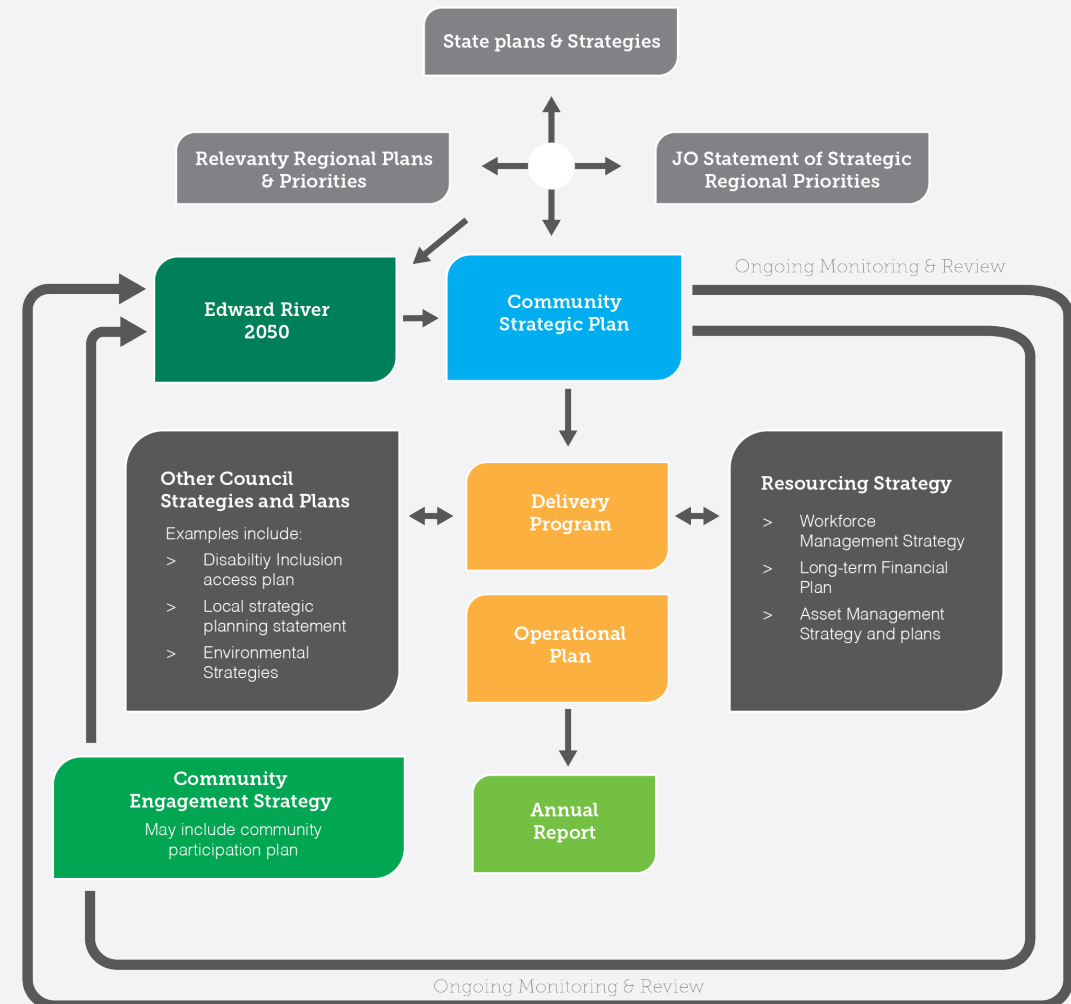 State plans & Strategies
Relevanty Regional Plans
& Priorities
JO Statement of Strategic
Regional Priorities
Ongoing Monitoring & Review
Edward River
2050
Community
Strategic Plan
Other Council
Strategies and Plans
Examples include:
> Disabiltiy Inclusion
access plan
> Local strategic
planning statement
> Environmental
Strategies
Delivery
Program
Operational
Plan
Resourcing Strategy
> Workforce
Management Strategy
> Long-term Financial
Plan
> Asset Management
Strategy and plans
Community
Engagement Strategy
May include community
participation plan
Annual
Report
Ongoing Monitoring & Review